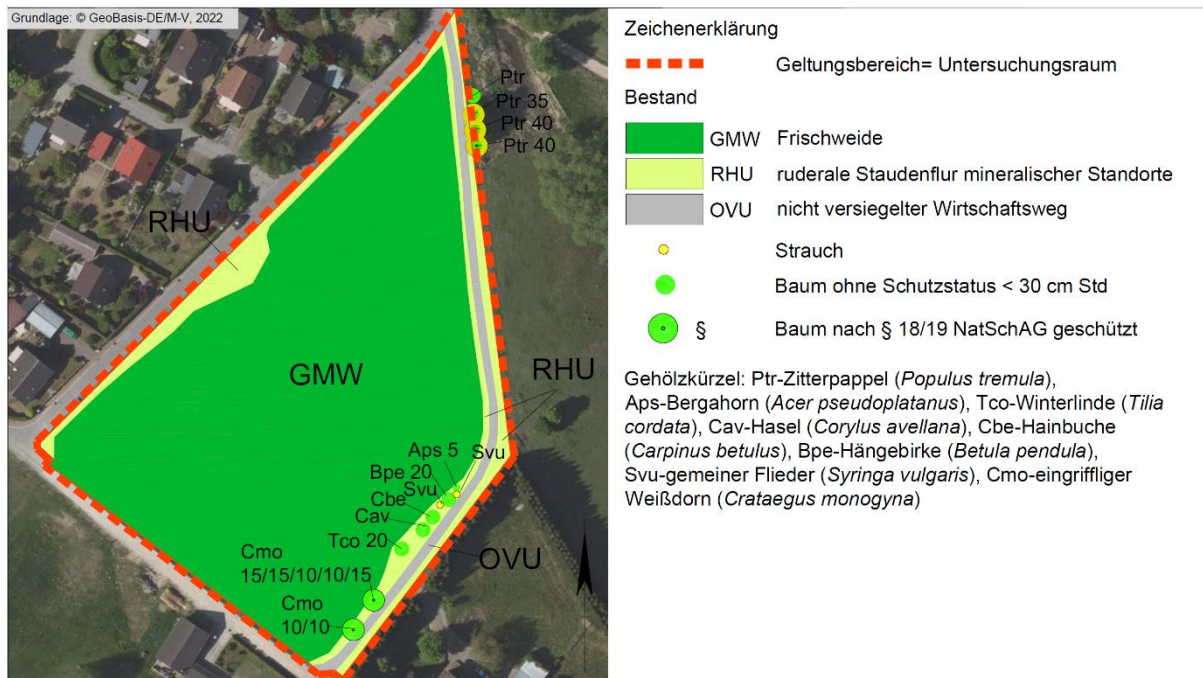 Grundlage: © GeoBasis-DE/M-V, 2022
Ptr
Ptr 35
Ptr 40
Ptr 40
RHU
GMW
RHU
Aps 5
Svu
Bpe 20
Svu
Cbe
Cav
Tco 20
OVU
Cmo
15/15/10/10/15
Cmo
10/10
Zeichenerklärung
Geltungsbereich= Untersuchungsraum
Bestand
GMW Frischweide
RHU ruderale Staudenflur mineralischer Standorte
OVU nicht versiegelter Wirtschaftsweg
Strauch
Baum ohne Schutzstatus < 30 cm Std
§ Baum nach § 18/19 NatSchAG geschützt
Gehölzkürzel: Ptr-Zitterpappel (Populus tremula),
Aps-Bergahorn (Acer pseudoplatanus), Tco-Winterlinde (Tilia
cordata), Cav-Hasel (Corylus avellana), Cbe-Hainbuche
(Carpinus betulus), Bpe-Hängebirke (Betula pendula),
Svu-gemeiner Flieder (Syringa vulgaris), Cmo-eingriffliger
Weißdorn (Crataegus monogyna)